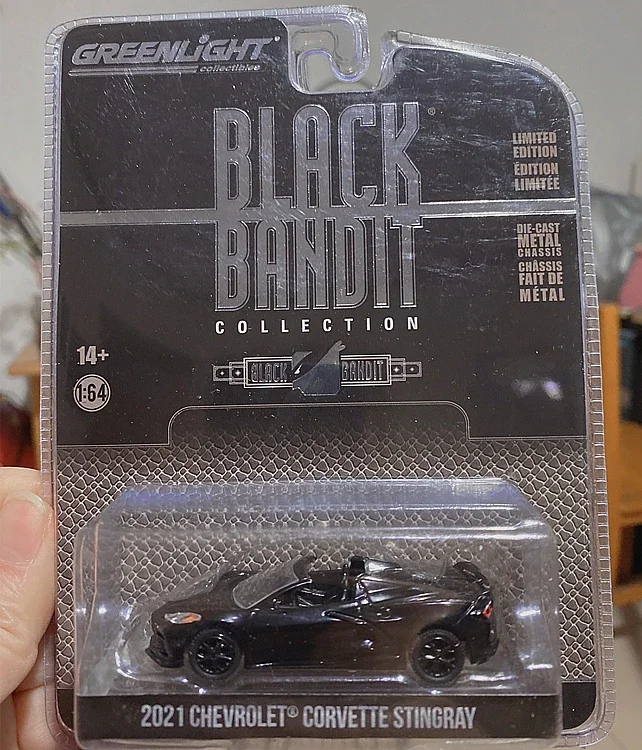 GREENLiGHT
collectibles
BLACK
BANDIT
COLLECTION
LIMITED
EDITION
ÉDITION
LIMITÉE
DIE-CAST
METAL
CHASSIS
CHÂSSIS
FAIT DE
MÉTAL
14+
1:64
BLACK BANDIT
2021 CHEVROLET® CORVETTE STINGRAY